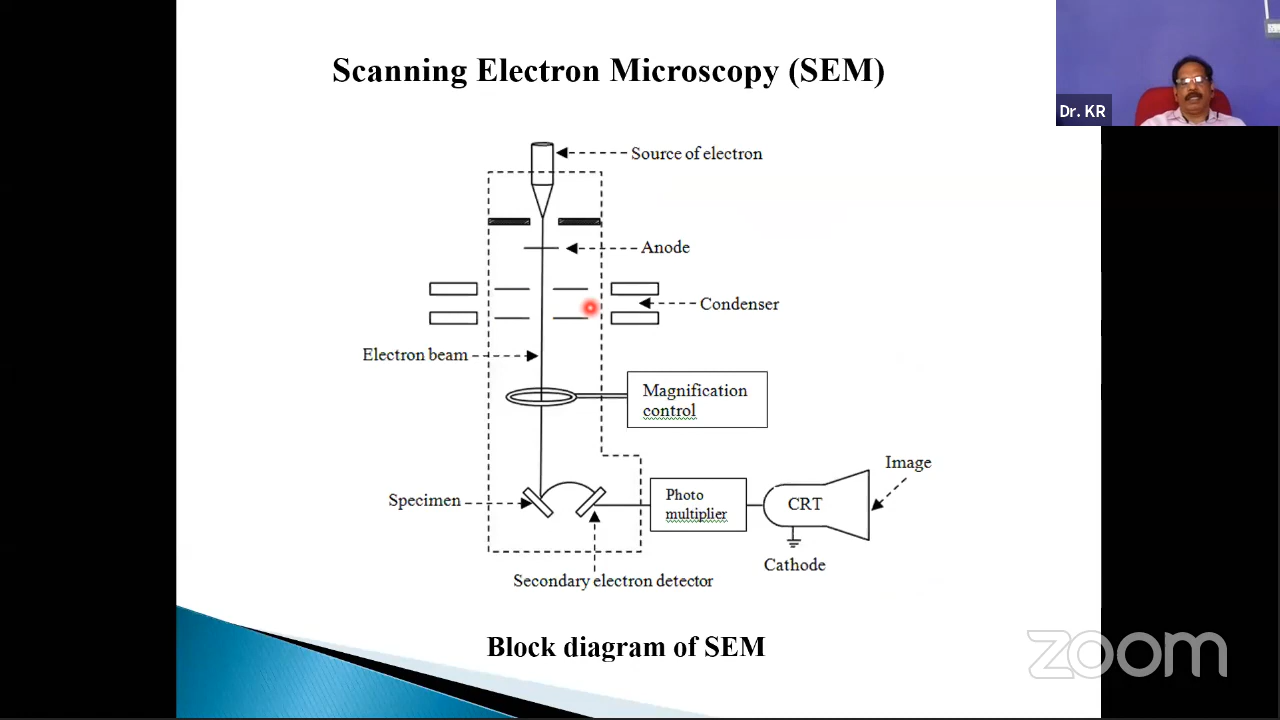 Scanning Electron Microscopy (SEM)
Dr. KR
Source of electron
Anode
Condenser
Electron beam
Magnification
control
Image
Specimen
Photo
multiplier
CRT
Cathode
Secondary electron detector
Block diagram of SEM
zoom